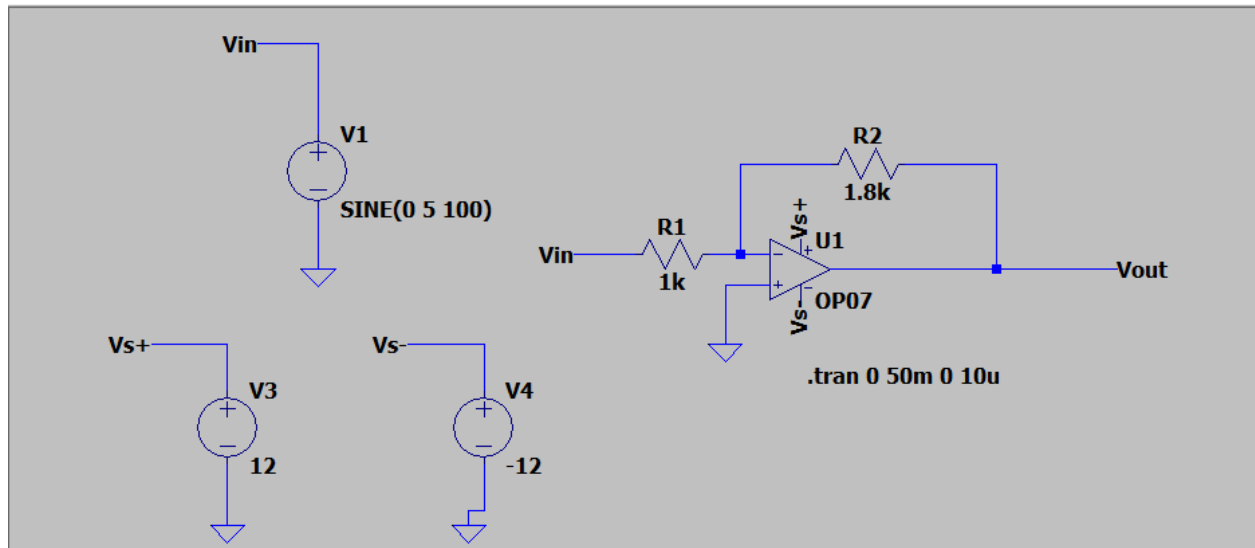 Vin
V1
SINE(0 5 100)
Vs+
V3
12
Vs-
V4
-12
R2
1.8k
Vin
R1
1k
Vs+
U1
OP07
Vs-
Vout
.tran 0 50m 0 10u